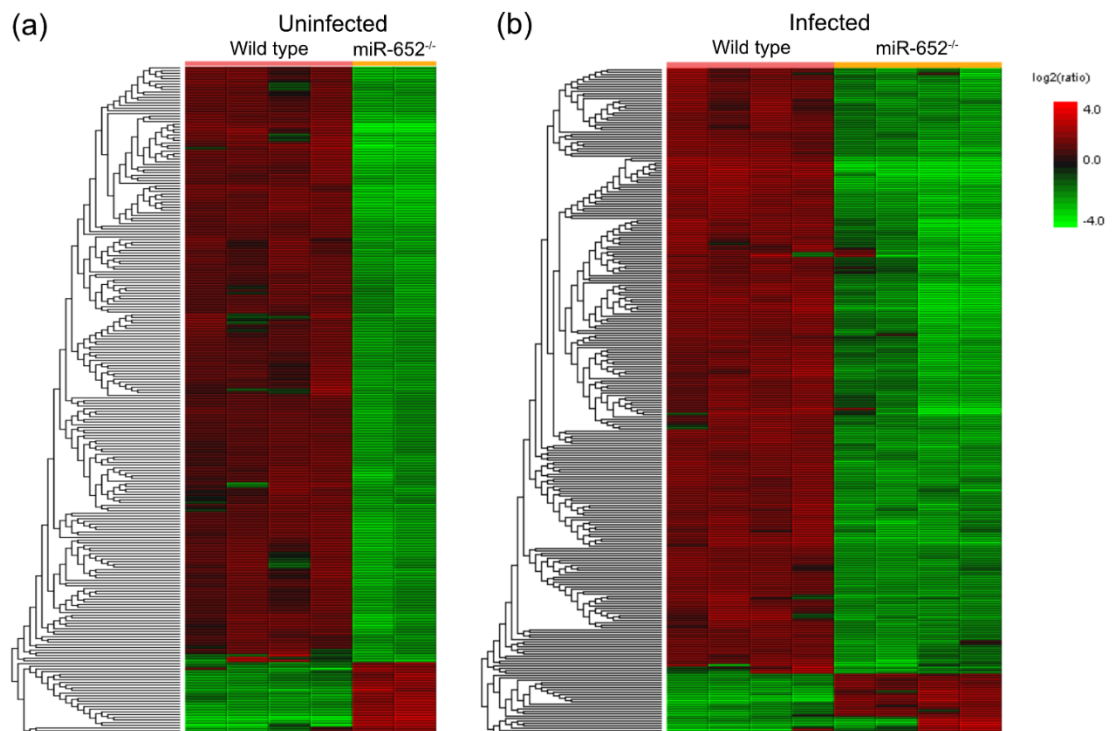 (a)
Uninfected
Wild type
miR-652-/-
(b)
Infected
Wild type
miR-652-/-
log2(ratio)
4.0
0.0
-4.0